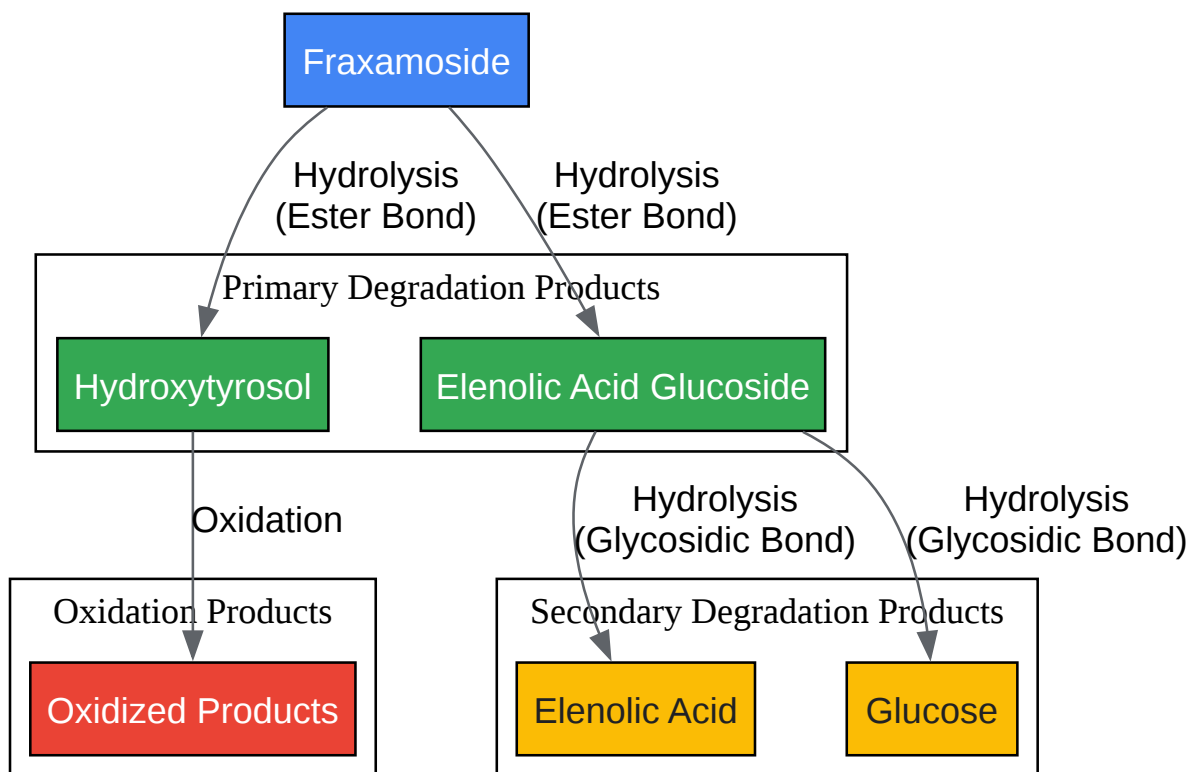 Fraxamoside
Hydrolysis
(Ester Bond)
Hydrolysis
(Ester Bond)
Primary Degradation Products
Hydroxytyrosol
Elenolic Acid Glucoside
Oxidation
Hydrolysis
(Glycosidic Bond)
Hydrolysis
(Glycosidic Bond)
Oxidation Products
Secondary Degradation Products
Oxidized Products
Elenolic Acid
Glucose